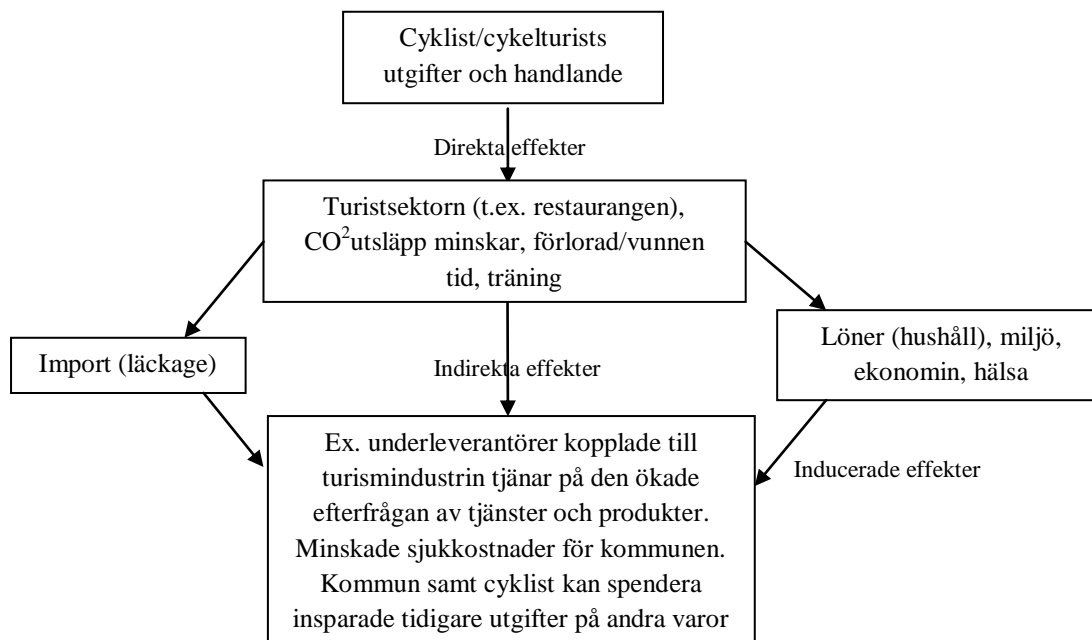 Cyklist/cykelturists
utgifter och handlande
Direkta effekter
Turistsektorn (t.ex. restaurangen),
CO²utsläpp minskar, förlorad/vunnen
tid, träning
Import (läckage)
Indirekta effekter
Löner (hushåll), miljö,
ekonomin, hälsa
Ex. underleverantörer kopplade till
turismindustrin tjänar på den ökade
efterfrågan av tjänster och produkter.
Minskade sjukkostnader för kommunen.
Kommun samt cyklist kan spendera
insparade tidigare utgifter på andra varor
Inducerade effekter